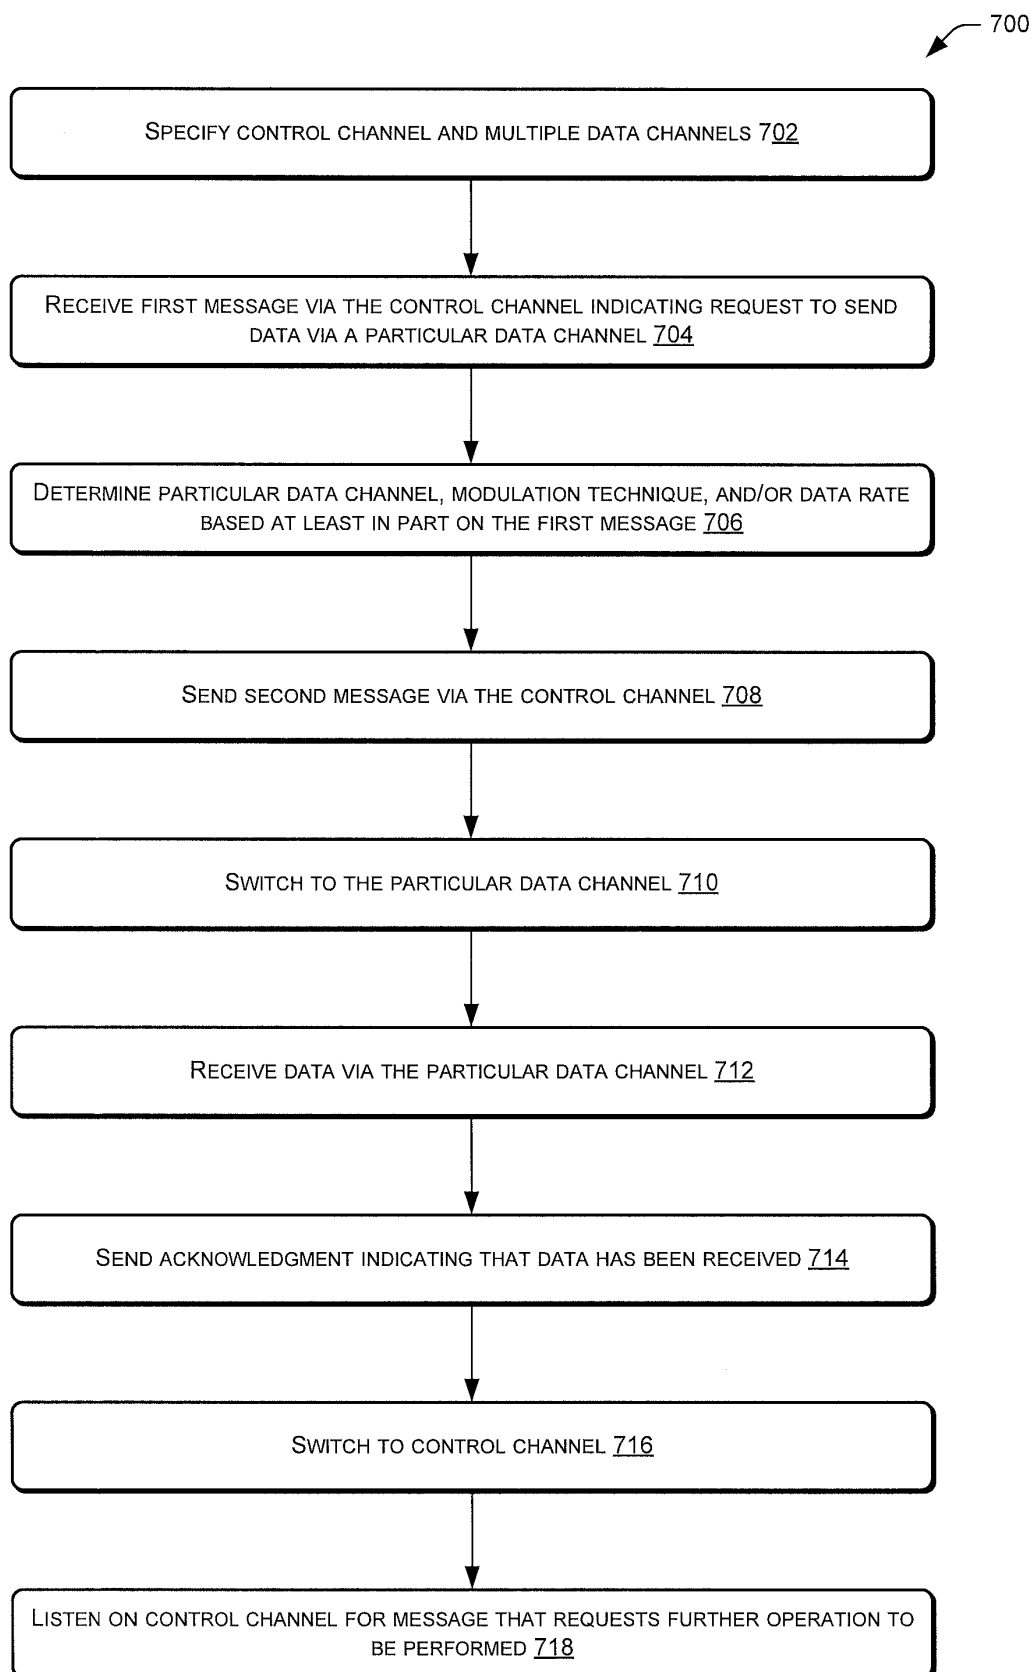 700
SPECIFY CONTROL CHANNEL AND MULTIPLE DATA CHANNELS 702
RECEIVE FIRST MESSAGE VIA THE CONTROL CHANNEL INDICATING REQUEST TO SEND
DATA VIA A PARTICULAR DATA CHANNEL 704
DETERMINE PARTICULAR DATA CHANNEL, MODULATION TECHNIQUE, AND/OR DATA RATE
BASED AT LEAST IN PART ON THE FIRST MESSAGE 706
SEND SECOND MESSAGE VIA THE CONTROL CHANNEL 708
SWITCH TO THE PARTICULAR DATA CHANNEL 710
RECEIVE DATA VIA THE PARTICULAR DATA CHANNEL 712
SEND ACKNOWLEDGMENT INDICATING THAT DATA HAS BEEN RECEIVED 714
SWITCH TO CONTROL CHANNEL 716
LISTEN ON CONTROL CHANNEL FOR MESSAGE THAT REQUESTS FURTHER OPERATION TO
BE PERFORMED 718